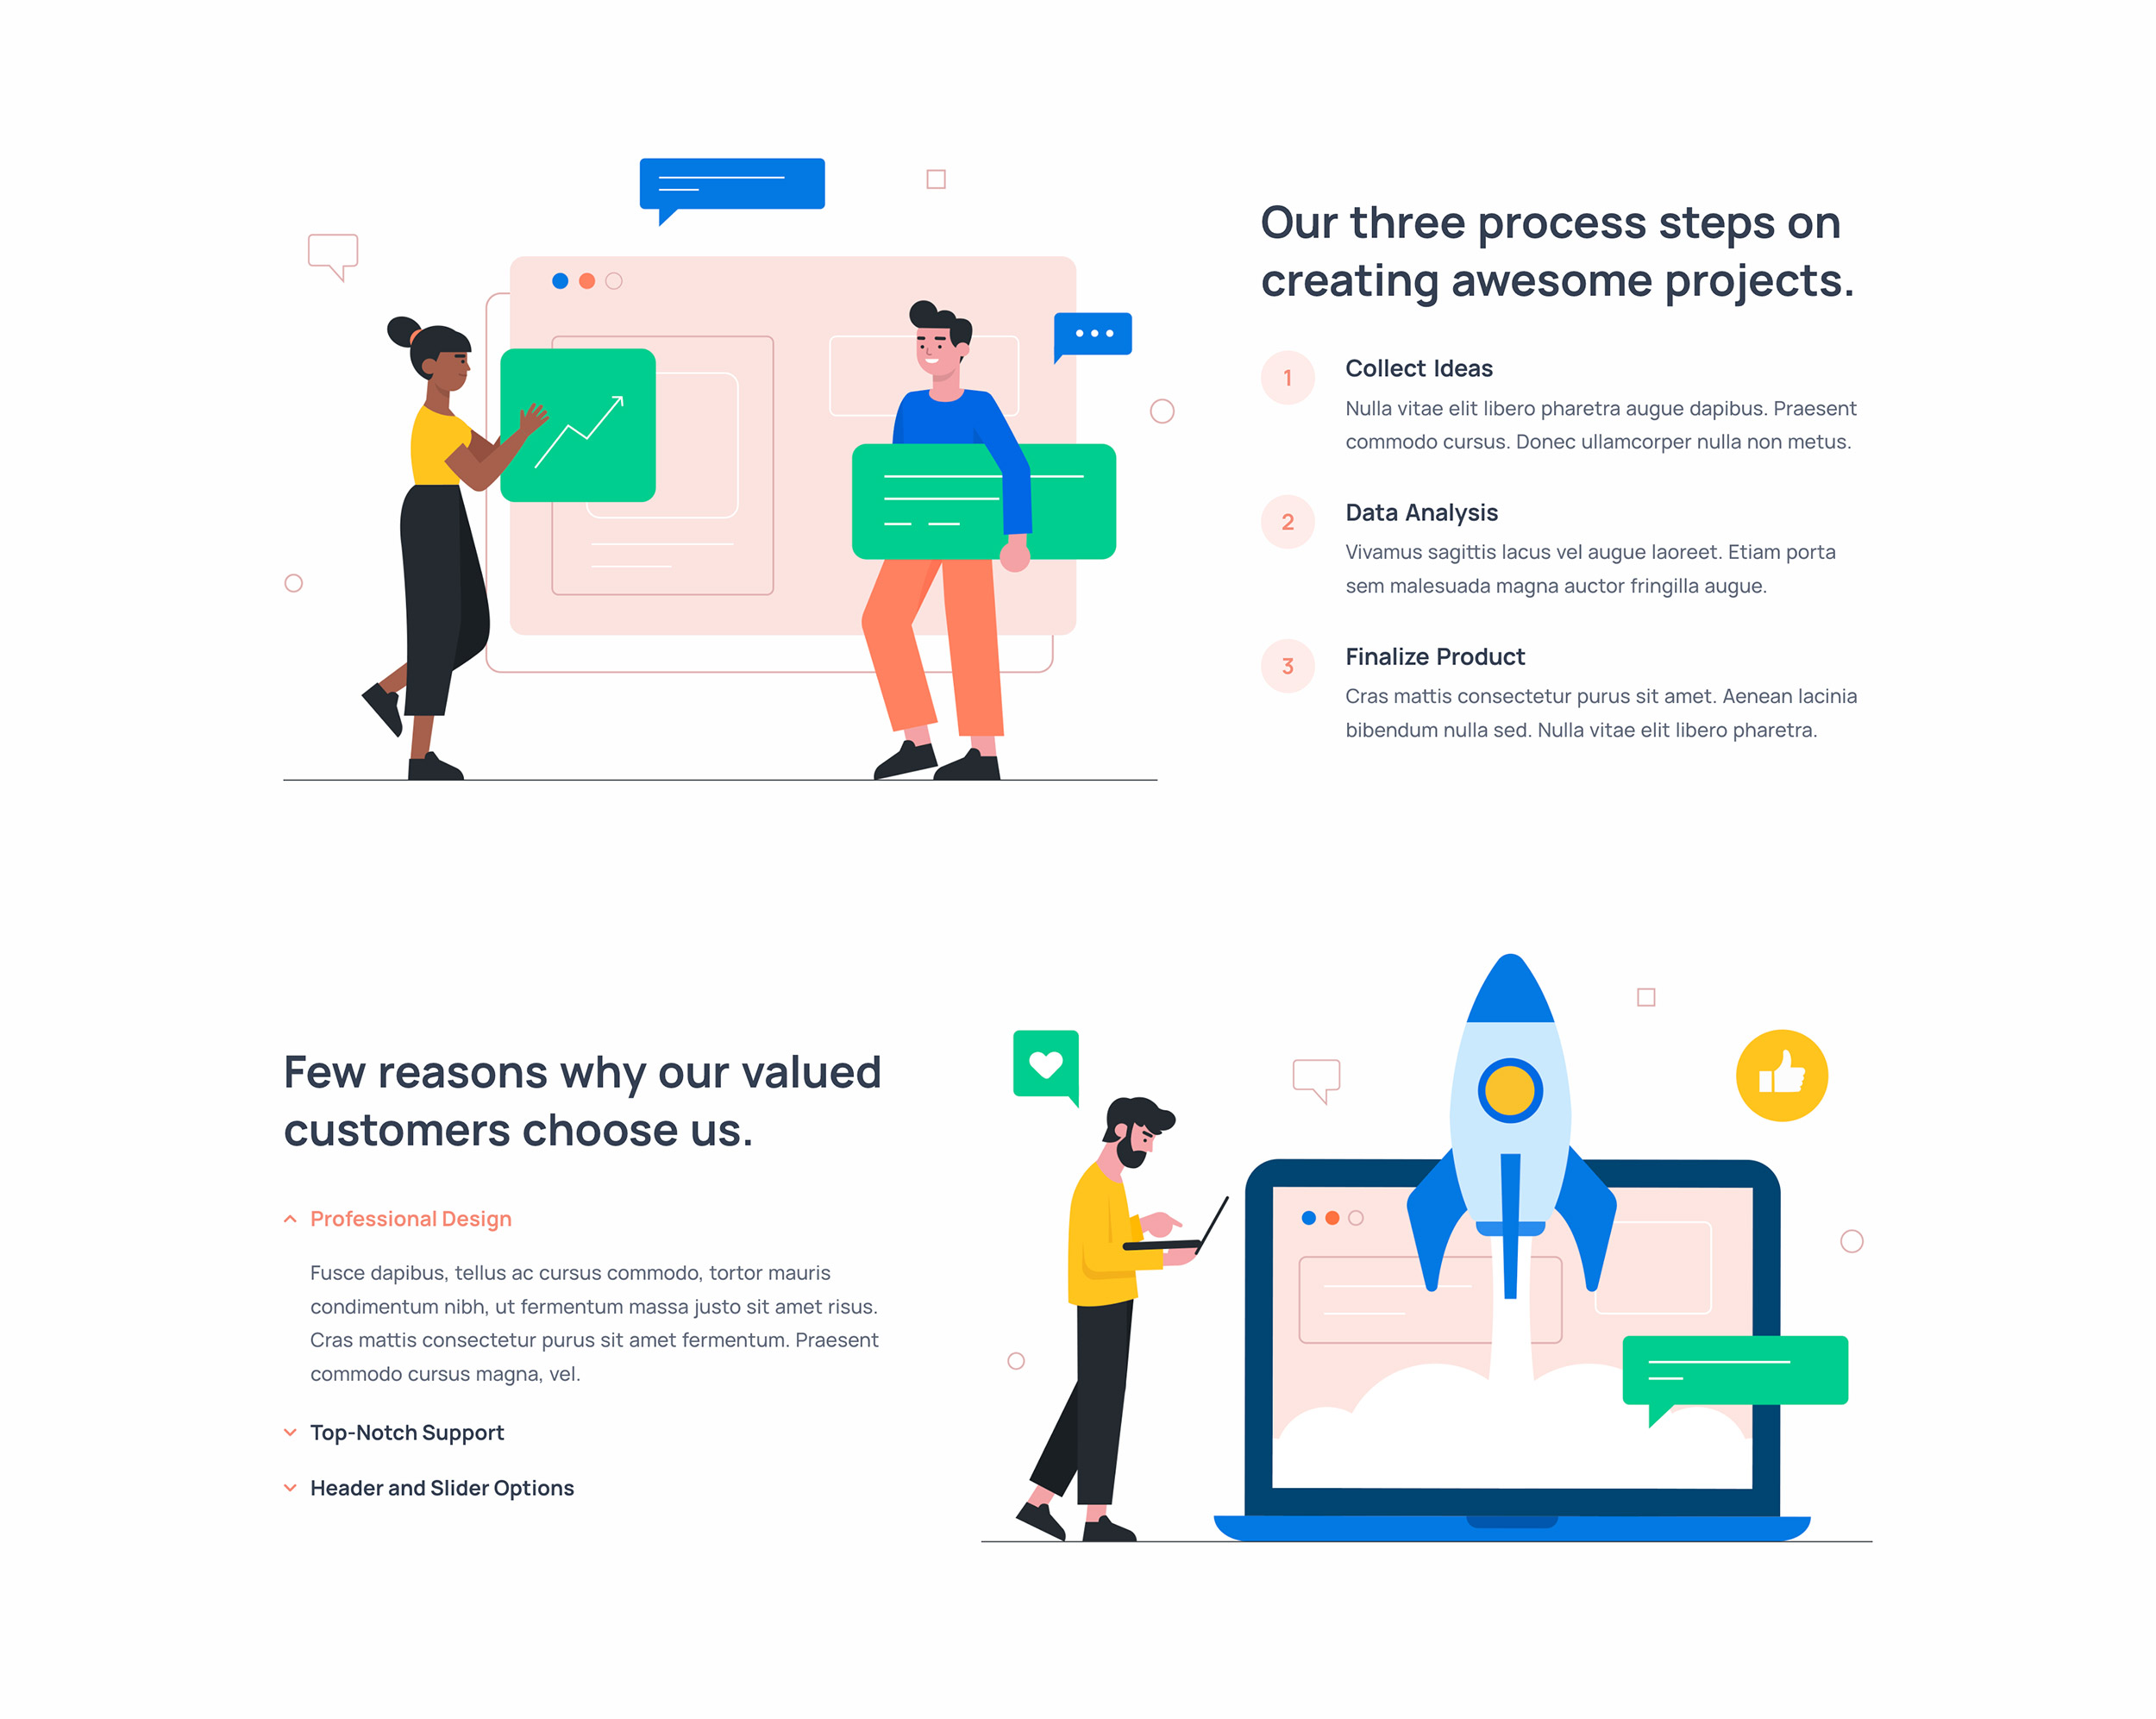 Our three process steps on
creating awesome projects.
1
Collect Ideas
Nulla vitae elit libero pharetra augue dapibus. Praesent
commodo cursus. Donec ullamcorper nulla non metus.
2
Data Analysis
Vivamus sagittis lacus vel augue laoreet. Etiam porta
sem malesuada magna auctor fringilla augue.
3
Finalize Product
Cras mattis consectetur purus sit amet. Aenean lacinia
bibendum nulla sed. Nulla vitae elit libero pharetra.
Few reasons why our valued
customers choose us.
Professional Design
Fusce dapibus, tellus ac cursus commodo, tortor mauris
condimentum nibh, ut fermentum massa justo sit amet risus.
Cras mattis consectetur purus sit amet fermentum. Praesent
commodo cursus magna, vel.
Top-Notch Support
Header and Slider Options